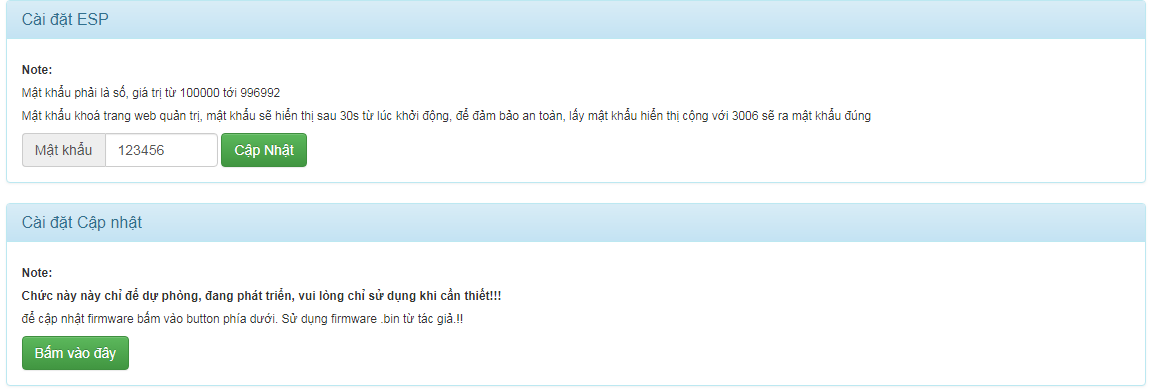 Cài đặt ESP
Note:
Mật khẩu phải là số, giá trị từ 100000 tới 996992
Mật khẩu khoá trang web quản trị, mật khẩu sẽ hiển thị sau 30s từ lúc khởi động, để đảm bảo an toàn, lấy mật khẩu hiển thị cộng với 3006 sẽ ra mật khẩu đúng
Mật khẩu 123456 Cập Nhật
Cài đặt Cập nhật
Note:
Chức này này chỉ để dự phòng, đang phát triển, vui lòng chỉ sử dụng khi cần thiết!!!
để cập nhật firmware bấm vào button phía dưới. Sử dụng firmware .bin từ tác giả.!!
Bấm vào đây